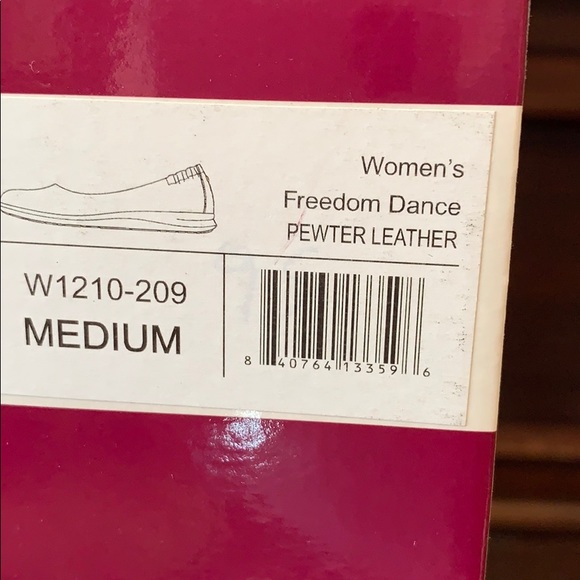 Women's
Freedom Dance
PEWTER LEATHER
W1210-209
MEDIUM
8 40764 13359 6